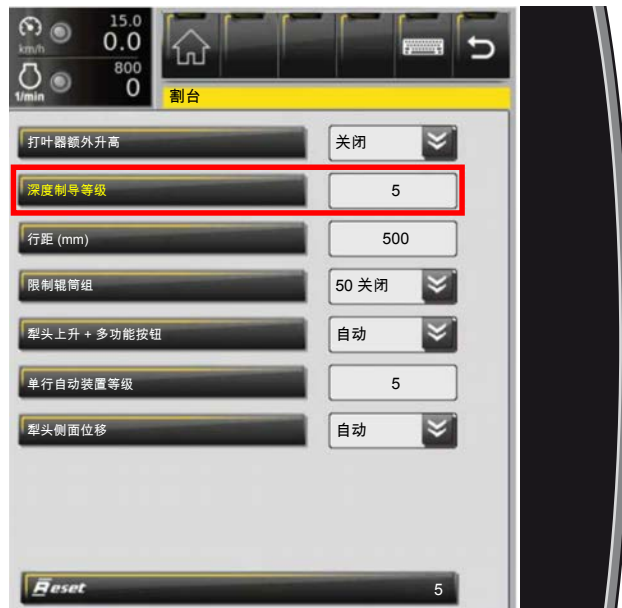 15.0
km/h 0.0
800
1/min 0
割台
打叶器额外升高 关闭
深度制导等级 5
行距 (mm) 500
限制辊筒组 50 关闭
犁头上升 + 多功能按钮 自动
单行自动装置等级 5
犁头侧面位移 自动
Reset 5